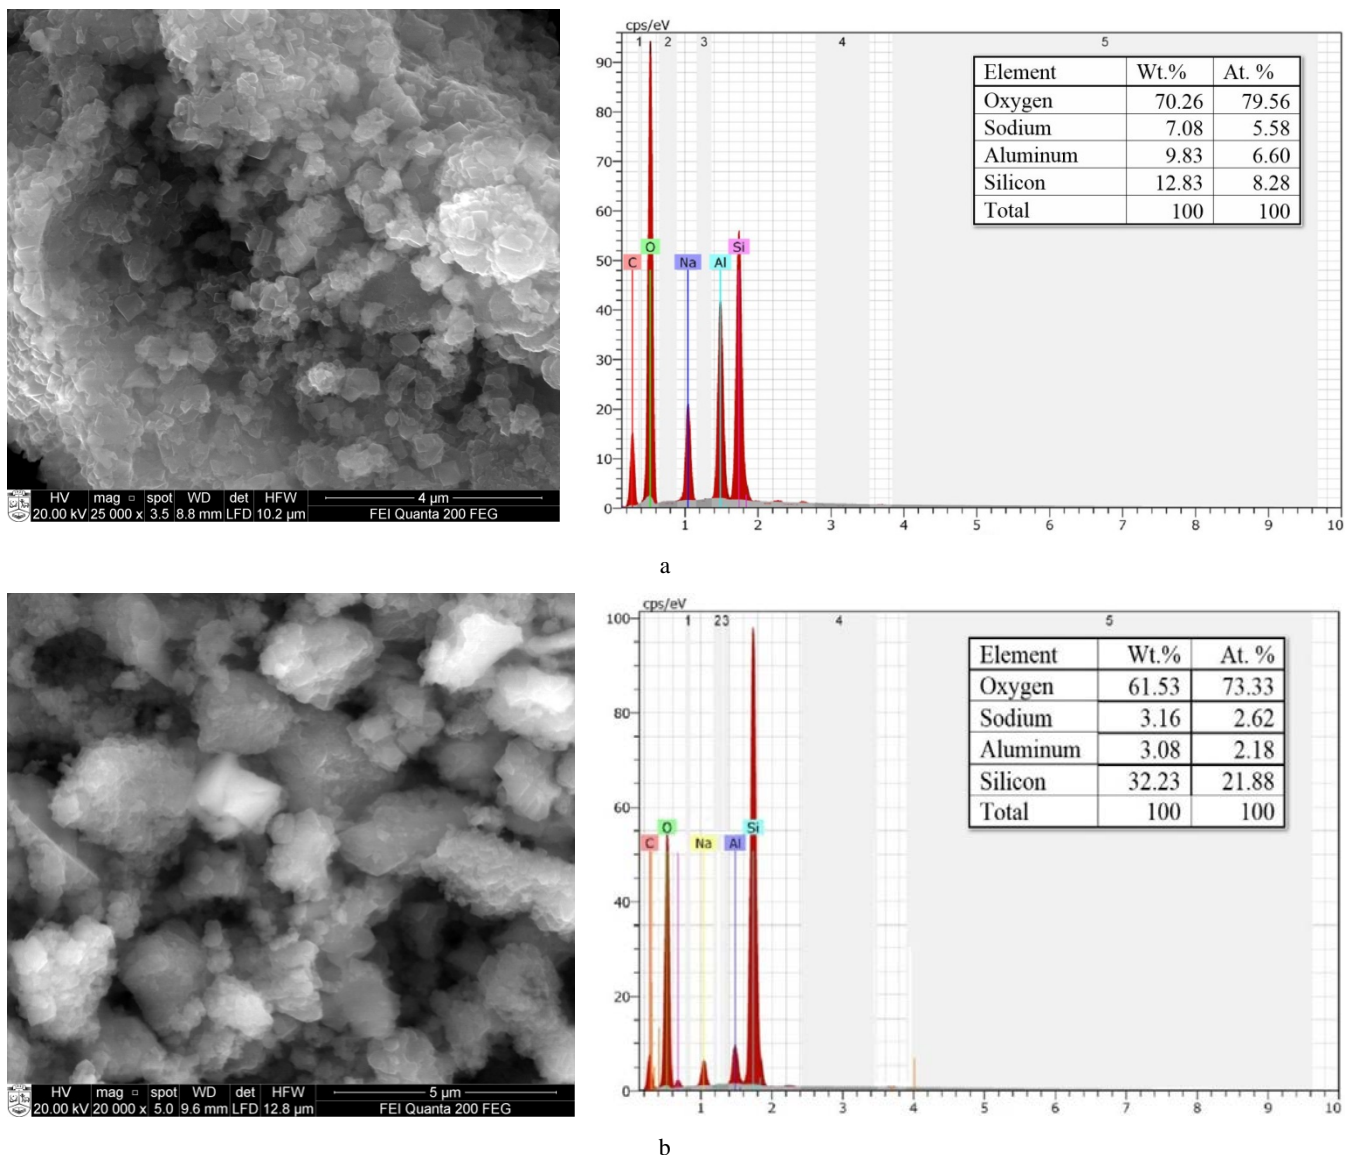 cps/eV
1 2 3 4 5
90
80
70
60
50
40
30
20
10
0
C O Na Al Si
1 2 3 4 5 6 7 8 9 10
Element Wt.% At. %
Oxygen 70.26 79.56
Sodium 7.08 5.58
Aluminum 9.83 6.60
Silicon 12.83 8.28
Total 100 100
HV mag □ spot WD det HFW 4 µm
20.00 kV 25 000 x 3.5 8.8 mm LFD 10.2 µm FEI Quanta 200 FEG
a
cps/eV
1 2 3 4 5
100
80
60
40
20
0
C O Na Al Si
1 2 3 4 5 6 7 8 9 10
Element Wt.% At. %
Oxygen 61.53 73.33
Sodium 3.16 2.62
Aluminum 3.08 2.18
Silicon 32.23 21.88
Total 100 100
HV mag □ spot WD det HFW 5 µm
20.00 kV 20 000 x 5.0 9.6 mm LFD 12.8 µm FEI Quanta 200 FEG
b